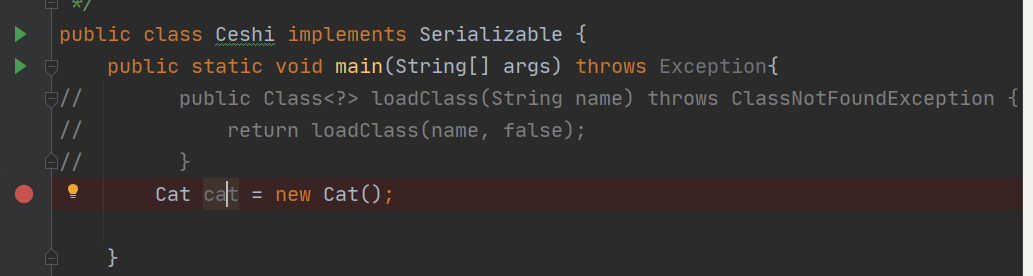 */
public class Ceshi implements Serializable {
public static void main(String[] args) throws Exception{
// public Class<?> loadClass(String name) throws ClassNotFoundException {
// return loadClass(name, false);
// }
Cat cat = new Cat();
}